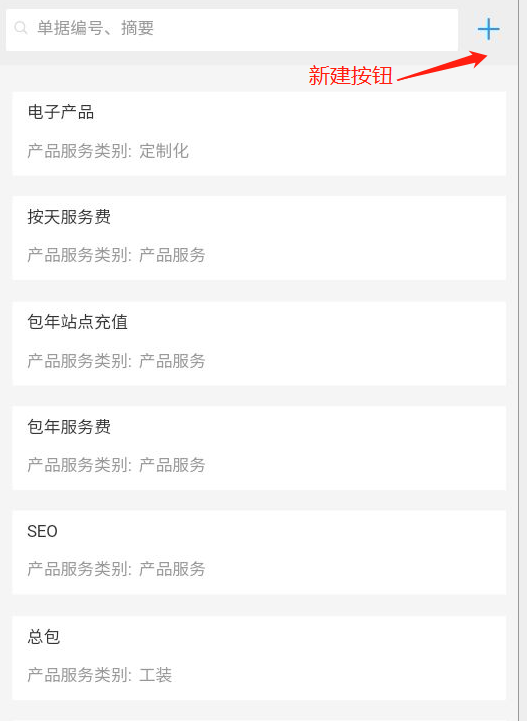 单据编号、摘要
新建按钮
电子产品
产品服务类别: 定制化
按天服务费
产品服务类别: 产品服务
包年站点充值
产品服务类别: 产品服务
包年服务费
产品服务类别: 产品服务
SEO
产品服务类别: 产品服务
总包
产品服务类别: 工装